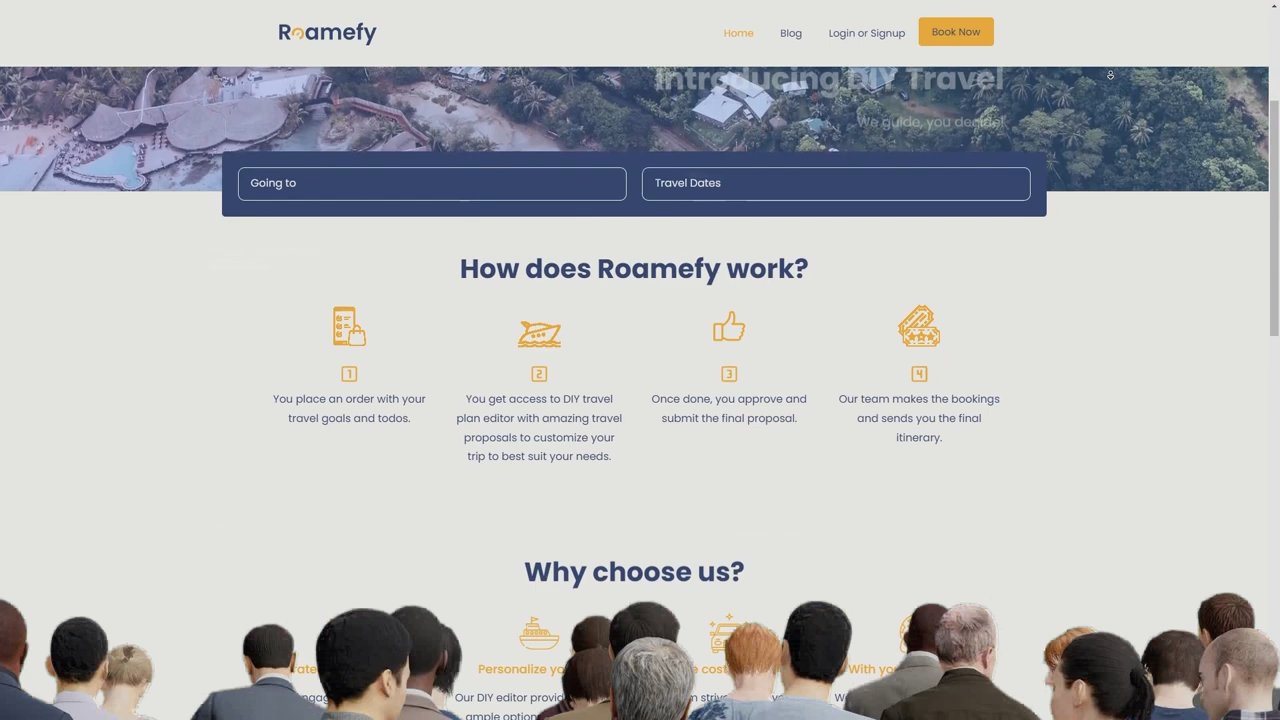 Roamefy
Home Blog Login or Signup Book Now
Introducing DIY Travel
We guide, you decide!
Going to Travel Dates
How does Roamefy work?
1 2 3 4
You place an order with your
travel goals and todos.
You get access to DIY travel
plan editor with amazing travel
proposals to customize your
trip to best suit your needs.
Once done, you approve and
submit the final proposal.
Our team makes the bookings
and sends you the final
itinerary.
Why choose us?
Personalize
With
Our DIY editor
ample